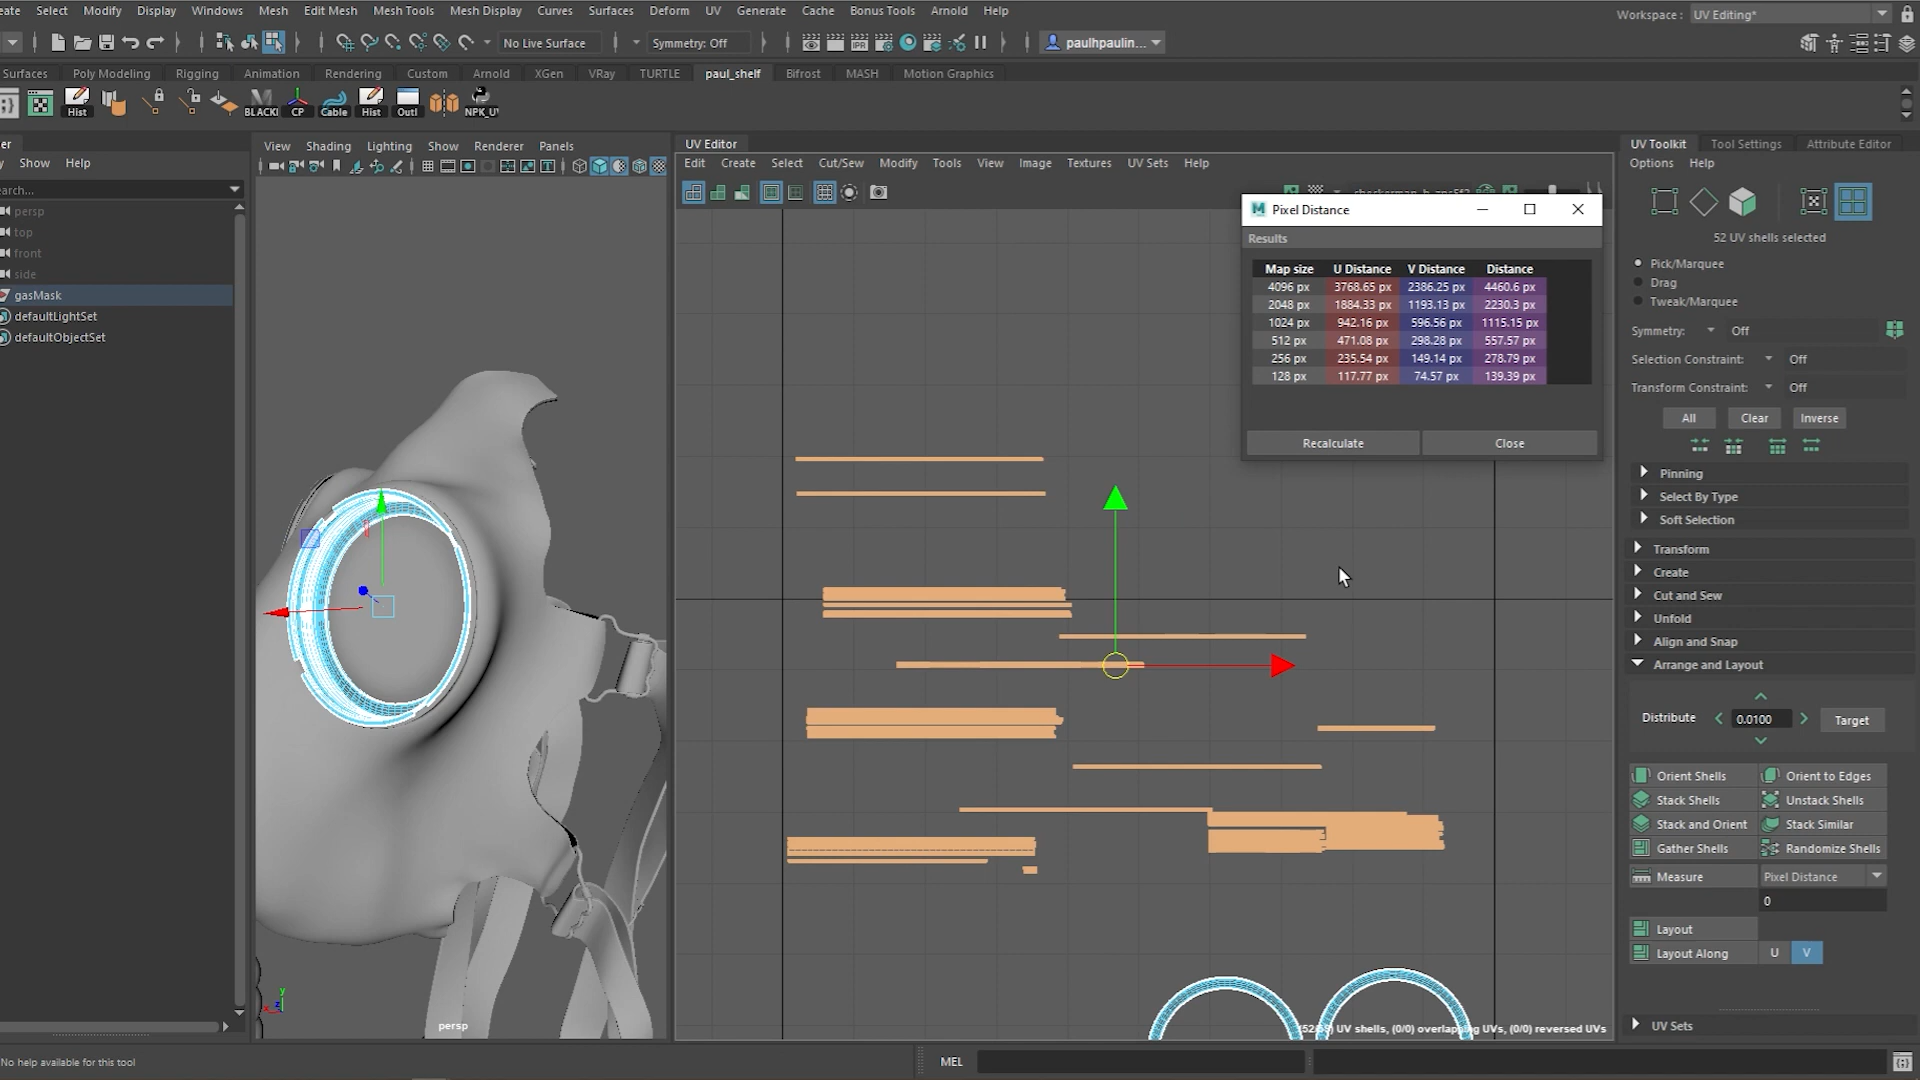 eate Select Modify Display Windows Mesh Edit Mesh Mesh Tools Mesh Display Curves Surfaces Deform UV Generate Cache Bonus Tools Arnold Help
Workspace : UV Editing*
No Live Surface Symmetry: Off paulhpaulin...
Surfaces Poly Modeling Rigging Animation Rendering Custom Arnold XGen VRay TURTLE paul_shelf Bifrost MASH Motion Graphics
Hist BLACKI CP Cable Hist Outl NPK_U
er
Show Help
earch...
persp
top
front
side
gasMask
defaultLightSet
defaultObjectSet
View Shading Lighting Show Renderer Panels
persp
UV Editor
Edit Create Select Cut/Sew Modify Tools View Image Textures UV Sets Help
Pixel Distance
Results
Map size U Distance V Distance Distance
4096 px 3768.65 px 2386.25 px 4460.6 px
2048 px 1884.33 px 1193.13 px 2230.3 px
1024 px 942.16 px 596.56 px 1115.15 px
512 px 471.08 px 298.28 px 557.57 px
256 px 235.54 px 149.14 px 278.79 px
128 px 117.77 px 74.57 px 139.39 px
Recalculate Close
UV shells, (0/0) overlapping UVs, (0/0) reversed UVs
UV Toolkit Tool Settings Attribute Editor
Options Help
52 UV shells selected
Pick/Marquee
Drag
Tweak/Marquee
Symmetry: Off
Selection Constraint: Off
Transform Constraint: Off
All Clear Inverse
Pinning
Select By Type
Soft Selection
Transform
Create
Cut and Sew
Unfold
Align and Snap
Arrange and Layout
Distribute 0.0100 Target
Orient Shells Orient to Edges
Stack Shells Unstack Shells
Stack and Orient Stack Similar
Gather Shells Randomize Shells
Measure Pixel Distance
0
Layout
Layout Along U V
UV Sets
No help available for this tool
MEL